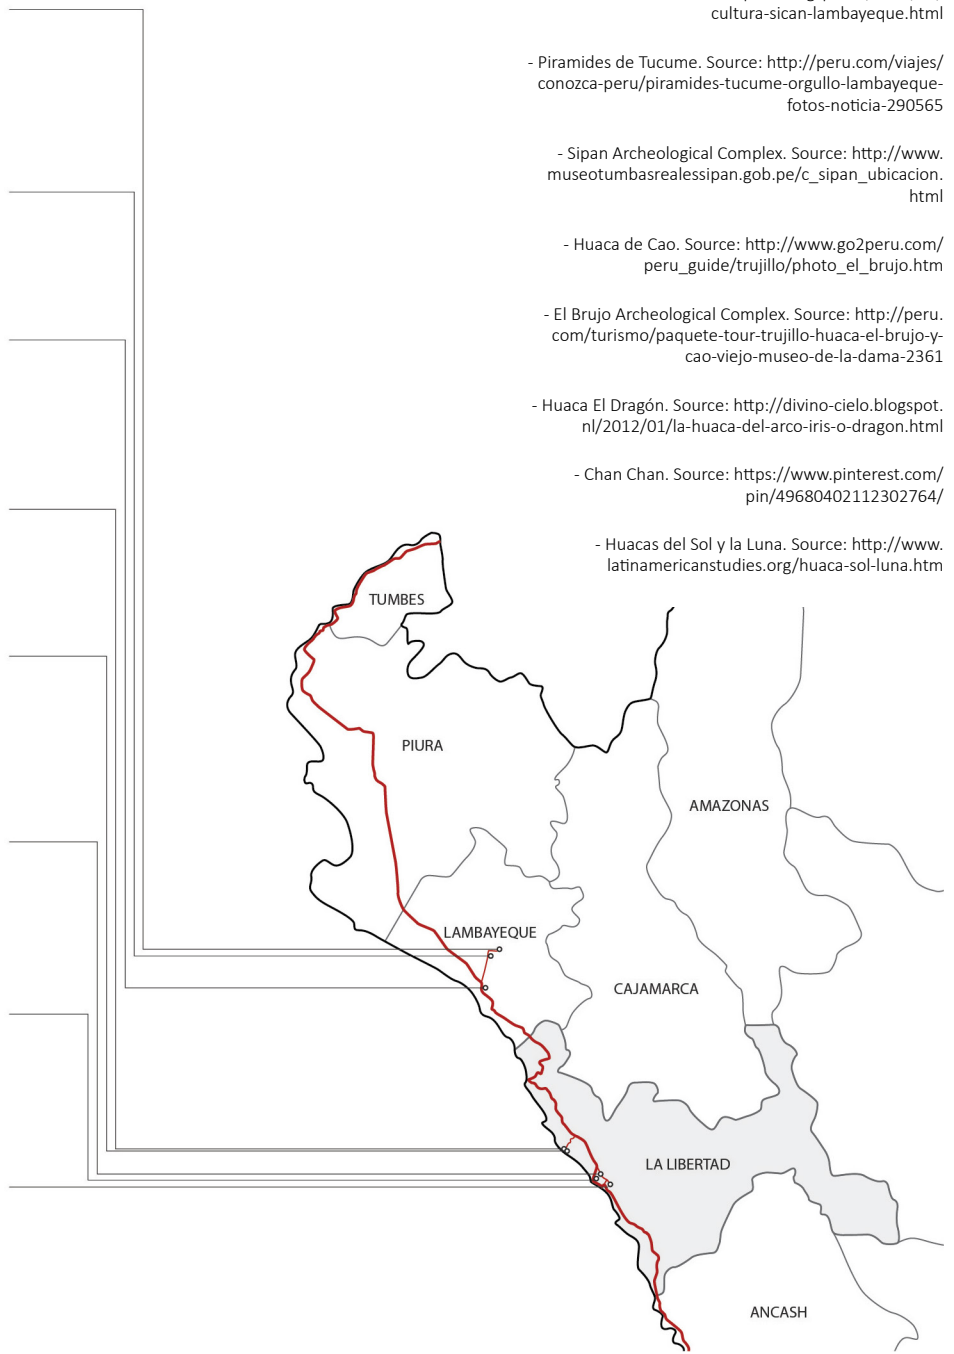 cultura-sican-lambayeque.html
- Piramides de Tucume. Source: http://peru.com/viajes/
conozca-peru/piramides-tucume-orgullo-lambayeque-
fotos-noticia-290565
- Sipan Archeological Complex. Source: http://www.
museotumbasrealessipan.gob.pe/c_sipan_ubicacion.
html
- Huaca de Cao. Source: http://www.go2peru.com/
peru_guide/trujillo/photo_el_brujo.htm
- El Brujo Archeological Complex. Source: http://peru.
com/turismo/paquete-tour-trujillo-huaca-el-brujo-y-
cao-viejo-museo-de-la-dama-2361
- Huaca El Dragón. Source: http://divino-cielo.blogspot.
nl/2012/01/la-huaca-del-arco-iris-o-dragon.html
- Chan Chan. Source: https://www.pinterest.com/
pin/49680402112302764/
- Huacas del Sol y la Luna. Source: http://www.
latinamericanstudies.org/huaca-sol-luna.htm
TUMBES
PIURA
AMAZONAS
LAMBAYEQUE
CAJAMARCA
LA LIBERTAD
ANCASH